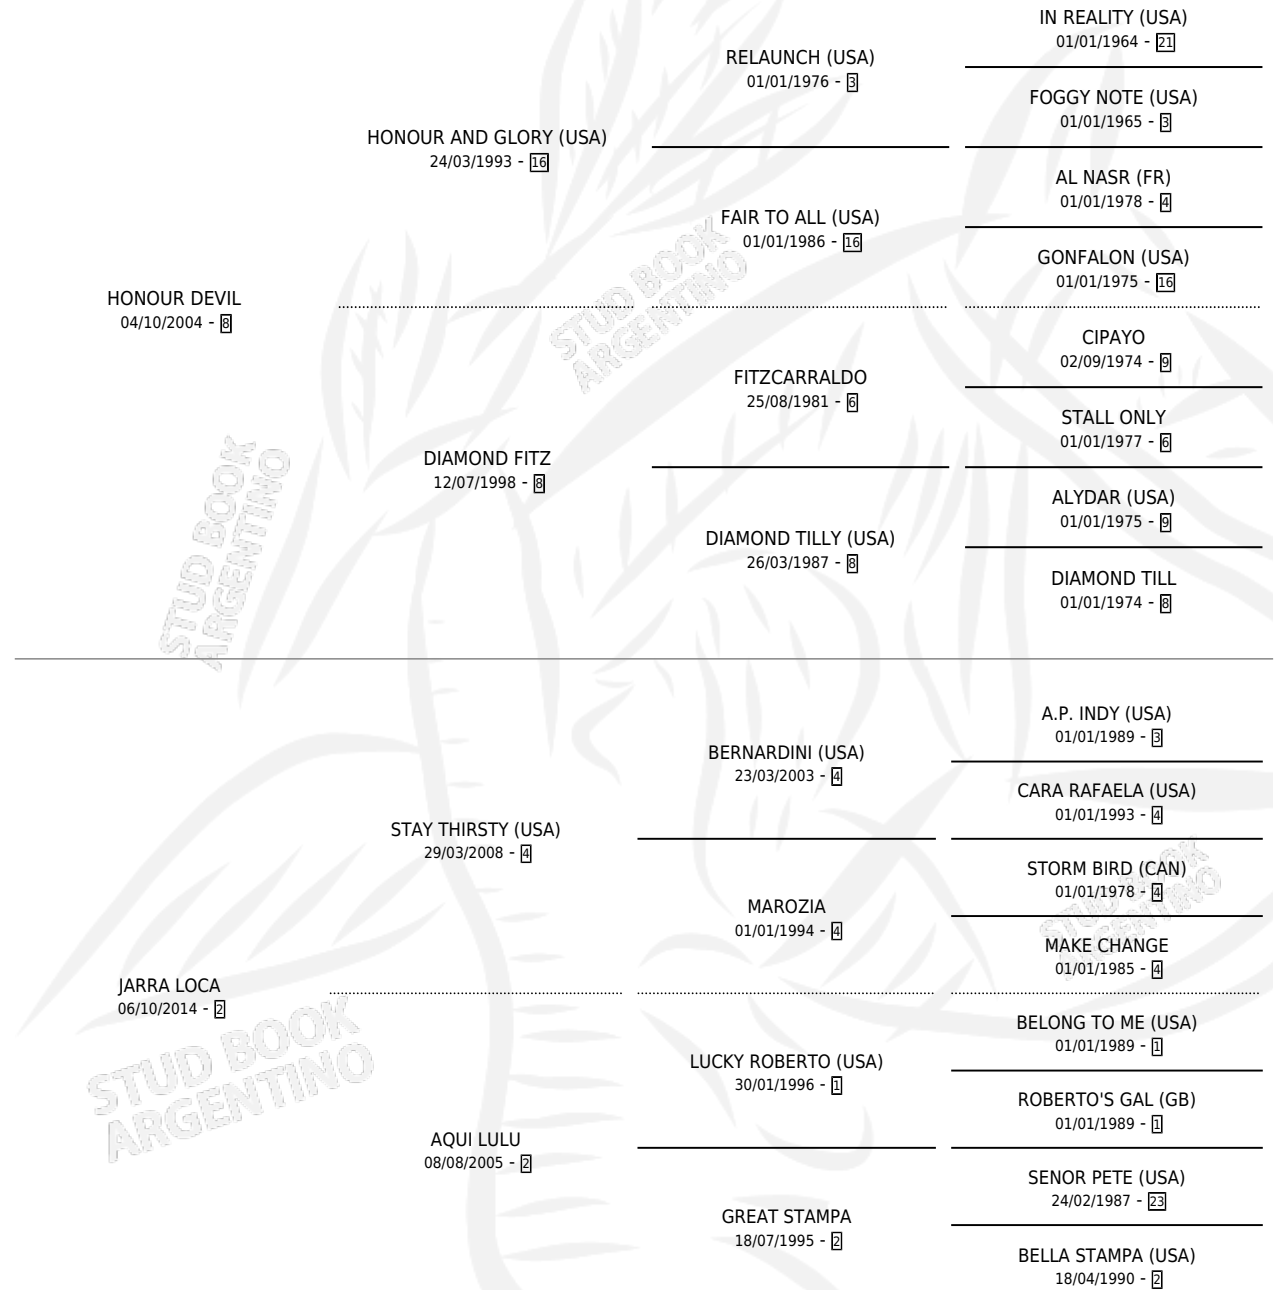 IN REALITY (USA)
01/01/1964 - 21
RELAUNCH (USA)
01/01/1976 - 3
FOGGY NOTE (USA)
01/01/1965 - 3
HONOUR AND GLORY (USA)
24/03/1993 - 16
AL NASR (FR)
01/01/1978 - 4
FAIR TO ALL (USA)
01/01/1986 - 16
GONFALON (USA)
01/01/1975 - 16
HONOUR DEVIL
04/10/2004 - 8
STUD BOOK
ARGENTINO
CIPAYO
02/09/1974 - 9
FITZCARRALDO
25/08/1981 - 6
STALL ONLY
01/01/1977 - 6
DIAMOND FITZ
12/07/1998 - 8
ALYDAR (USA)
01/01/1975 - 9
DIAMOND TILLY (USA)
26/03/1987 - 8
DIAMOND TILL
01/01/1974 - 8
STUD BOOK
ARGENTINO
A.P. INDY (USA)
01/01/1989 - 3
BERNARDINI (USA)
23/03/2003 - 4
CARA RAFAELA (USA)
01/01/1993 - 4
STAY THIRSTY (USA)
29/03/2008 - 4
STORM BIRD (CAN)
01/01/1978 - 4
MAROZIA
01/01/1994 - 4
STUD BOOK
ARGENTINO
MAKE CHANGE
01/01/1985 - 4
JARRA LOCA
06/10/2014 - 2
STUD BOOK
ARGENTINO
BELONG TO ME (USA)
01/01/1989 - 1
LUCKY ROBERTO (USA)
30/01/1996 - 1
ROBERTO'S GAL (GB)
01/01/1989 - 1
AQUI LULU
08/08/2005 - 2
SENOR PETE (USA)
24/02/1987 - 23
GREAT STAMPA
18/07/1995 - 2
BELLA STAMPA (USA)
18/04/1990 - 2